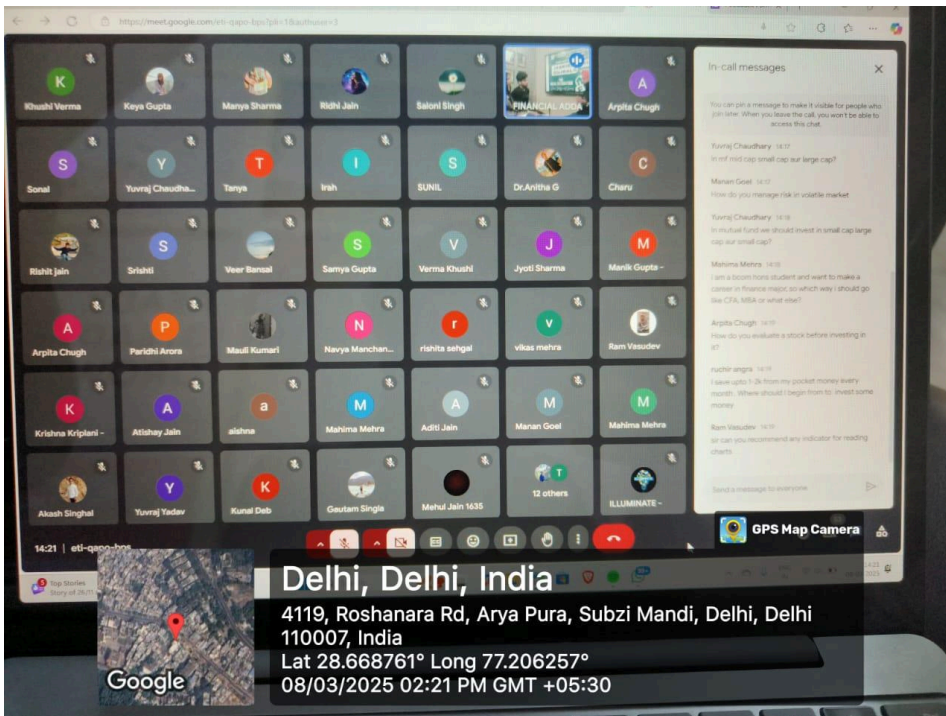 https://meet.google.com/eti-qapo-bps?pli=1&authuser=3
K
Khushi Verma
Keya Gupta
Manya Sharma
Ridhi Jain
Saloni Singh
FINANCIAL ADDA
A
Arpita Chugh
S
Sonal
Y
Yuvraj Chaudha...
T
Tanya
I
Irah
S
SUNIL
Dr.Anitha G
C
Charu
Rishit jain
S
Srishti
Veer Bansal
S
Samya Gupta
V
Verma Khushi
J
Jyoti Sharma
M
Manik Gupta -
A
Arpita Chugh
P
Paridhi Arora
Mauli Kumari
N
Navya Manchan...
r
rishita sehgal
v
vikas mehra
Ram Vasudev
K
Krishna Kriplani -
A
Atishay Jain
a
aishna
M
Mahima Mehra
A
Aditi Jain
M
Manan Goel
M
Mahima Mehra
Akash Singhal
Y
Yuvraj Yadav
K
Kunal Deb
Gautam Singla
Mehul Jain 1635
T
12 others
ILLUMINATE -
14:21 | eti-qapo-bps
In-call messages
You can pin a message to make it visible for people who
join later. When you leave the call, you won't be able to
access this chat.
Yuvraj Chaudhary 14:17
In mf mid cap small cap aur large cap?
Manan Goel 14:17
How do you manage risk in volatile market
Yuvraj Chaudhary 14:18
In mutual fund we should invest in small cap large
cap aur small cap?
Mahima Mehra
I am a bcom hons student and want to make a
career in finance major, so which way i should go
like CFA, MBA or what else?
Arpita Chugh
How do you evaluate a stock before investing in
it?
ruchir angra 14:19
I save upto 1-2k from my pocket money every
month . Where should I begin from to invest some
money
Ram Vasudev
sir can you recommend any indicator for reading
charts
Send a message to everyone
GPS Map Camera
Top Stories
Google
Delhi, Delhi, India
4119, Roshanara Rd, Arya Pura, Subzi Mandi, Delhi, Delhi
110007, India
Lat 28.668761° Long 77.206257°
08/03/2025 02:21 PM GMT +05:30